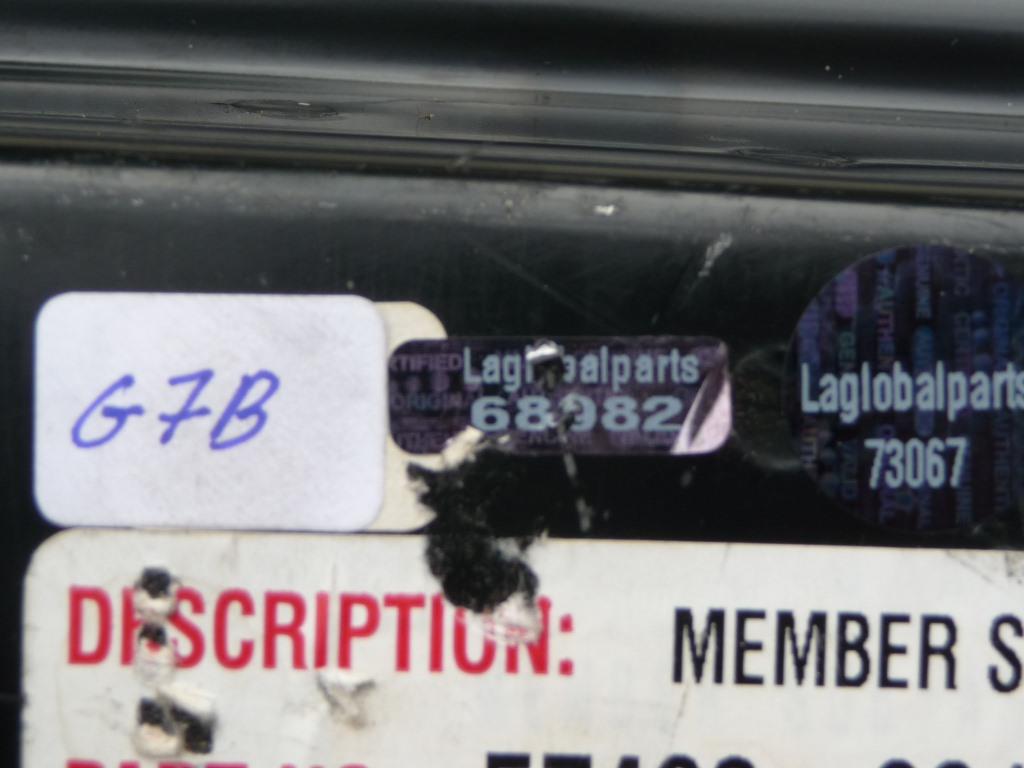 G7B
Laglobalparts
68982
Laglobalparts
73067
DESCRIPTION: MEMBER S